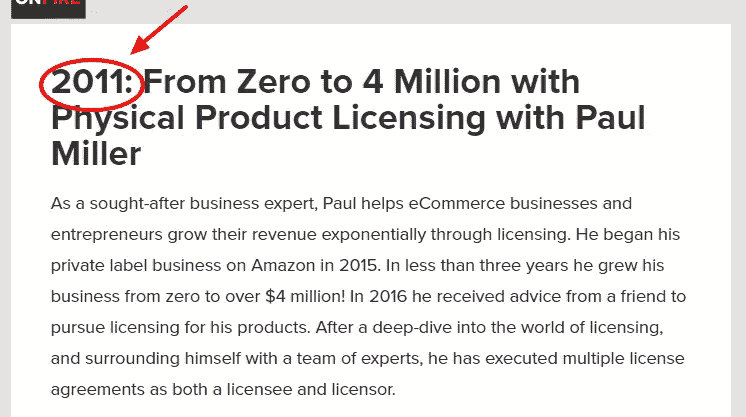 ONFIRE
2011: From Zero to 4 Million with
Physical Product Licensing with Paul
Miller
As a sought-after business expert, Paul helps eCommerce businesses and
entrepreneurs grow their revenue exponentially through licensing. He began his
private label business on Amazon in 2015. In less than three years he grew his
business from zero to over $4 million! In 2016 he received advice from a friend to
pursue licensing for his products. After a deep-dive into the world of licensing,
and surrounding himself with a team of experts, he has executed multiple license
agreements as both a licensee and licensor.